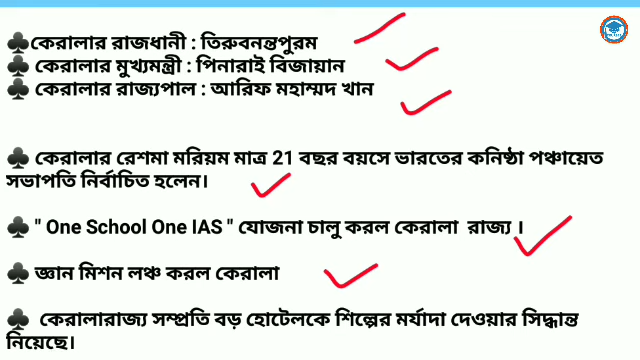 ♣কেরালার রাজধানী : তিরুবনন্তপুরম
♣ কেরালার মুখ্যমন্ত্রী : পিনারাই বিজায়ান
♣ কেরালার রাজ্যপাল : আরিফ মহাম্মদ খান
♣ কেরালার রেশমা মরিয়ম মাত্র 21 বছর বয়সে ভারতের কনিষ্ঠা পঞ্চায়েত
সভাপতি নির্বাচিত হলেন।
♣ " One School One IAS " যোজনা চালু করল কেরালা রাজ্য ।
♣ জ্ঞান মিশন লঞ্চ করল কেরালা
♣ কেরালারাজ্য সম্প্রতি বড় হোটেলকে শিল্পের মর্যাদা দেওয়ার সিদ্ধান্ত
নিয়েছে।